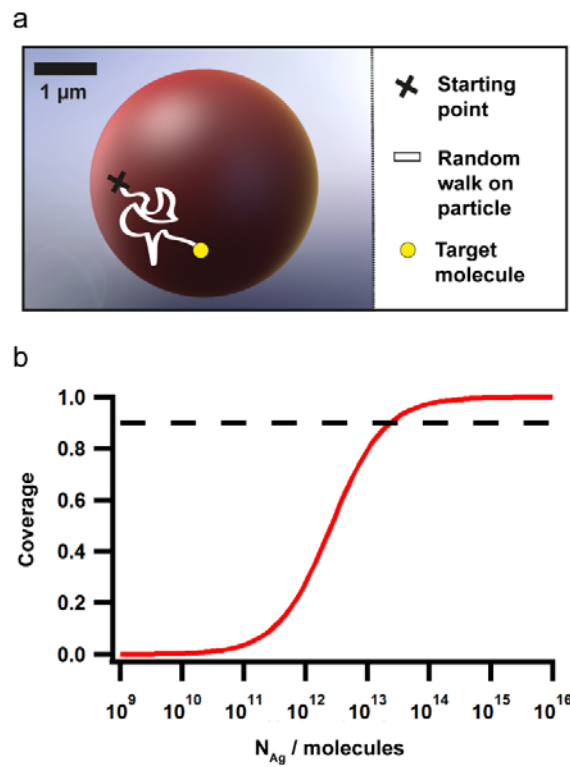 a
1 µm
Starting
point
Random
walk on
particle
Target
molecule
b
Coverage
1.0
0.8
0.6
0.4
0.2
0.0
10⁹ 10¹⁰ 10¹¹ 10¹² 10¹³ 10¹⁴ 10¹⁵ 10¹⁶
N_Ag / molecules